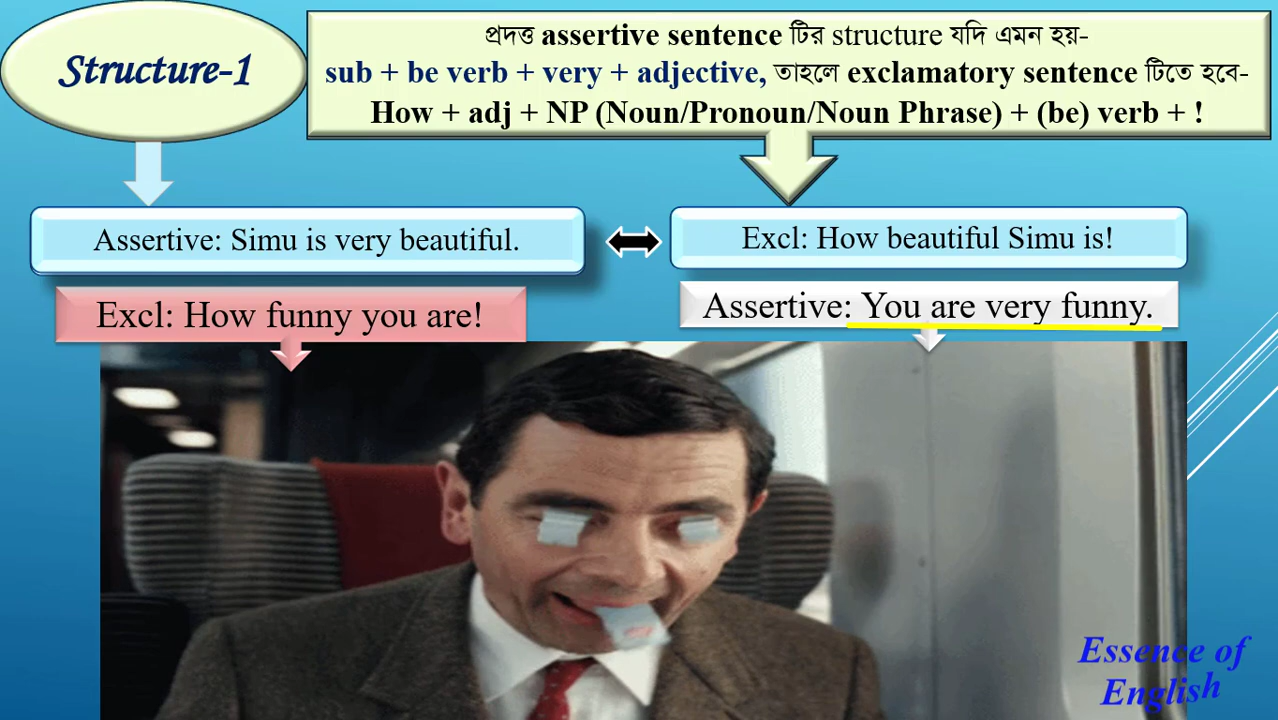 Structure-1
প্রদত্ত assertive sentence টির structure যদি এমন হয়-
sub + be verb + very + adjective, তাহলে exclamatory sentence টিতে হবে-
How + adj + NP (Noun/Pronoun/Noun Phrase) + (be) verb + !
Assertive: Simu is very beautiful.
Excl: How beautiful Simu is!
Excl: How funny you are!
Assertive: You are very funny.
Essence of
English